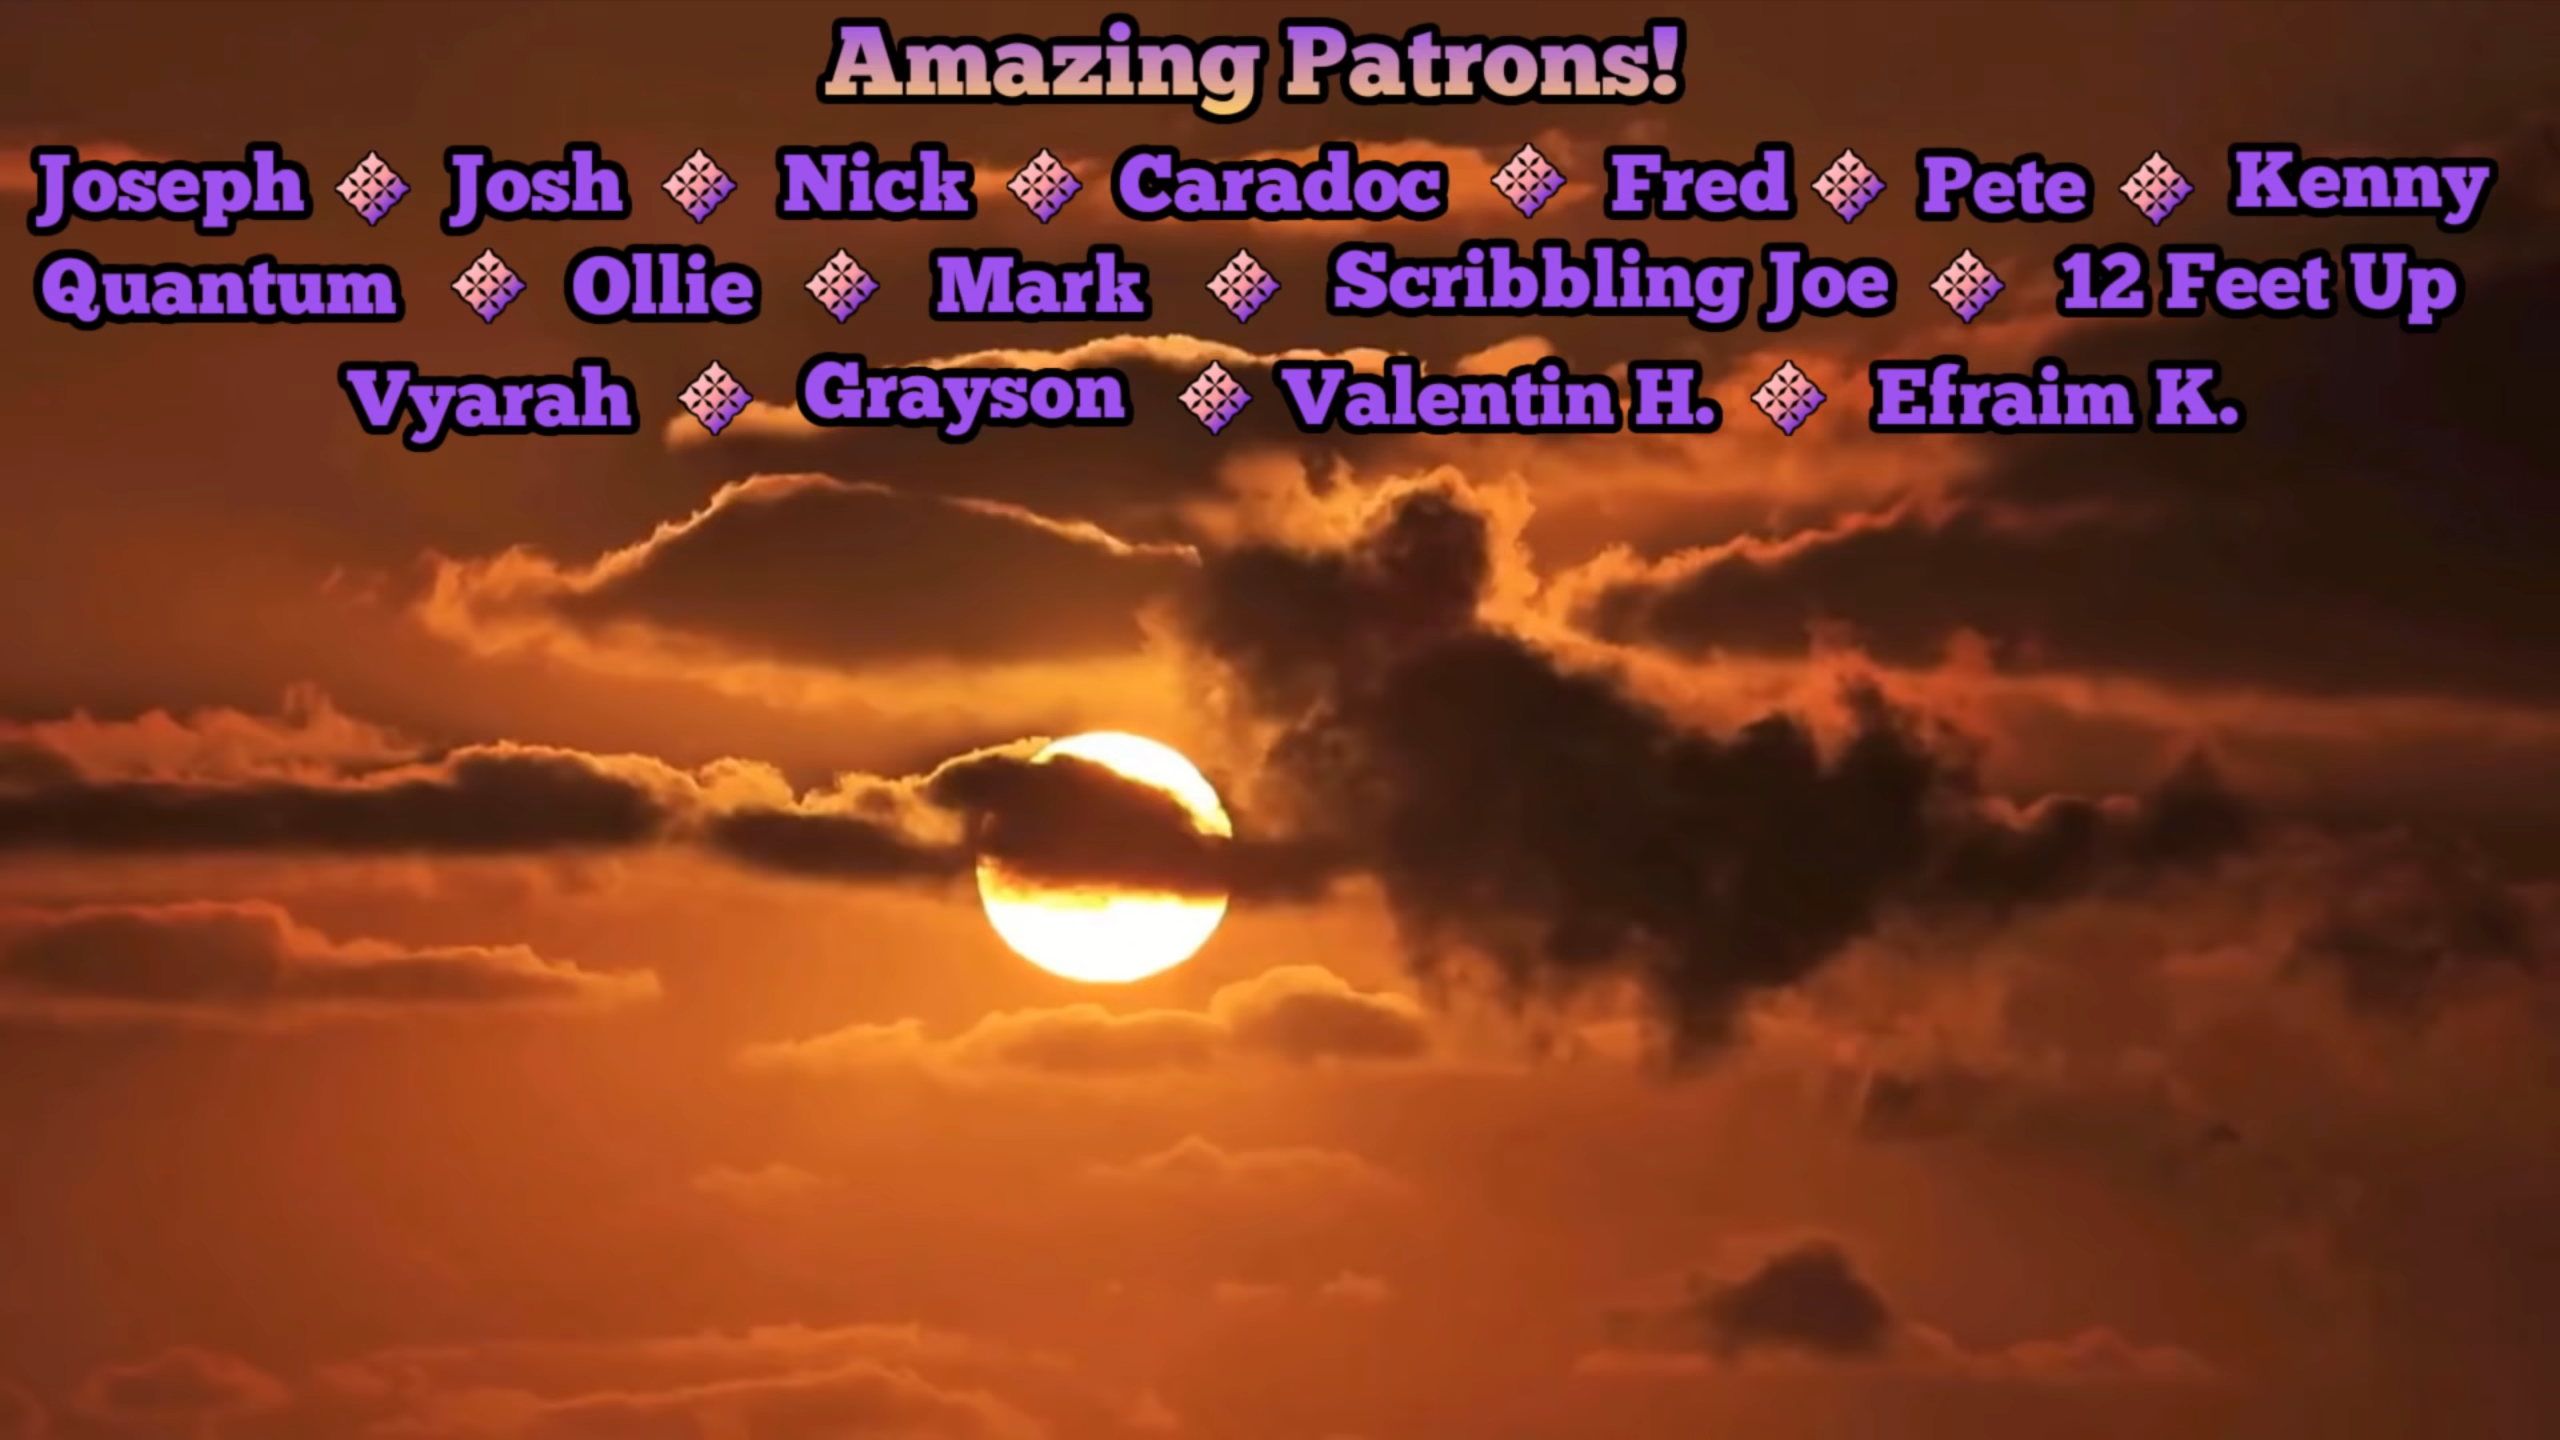 Amazing Patrons!
Joseph Josh Nick Caradoc Fred Pete Kenny
Quantum Ollie Mark Scribbling Joe 12 Feet Up
Vyarah Grayson Valentin H. Efraim K.